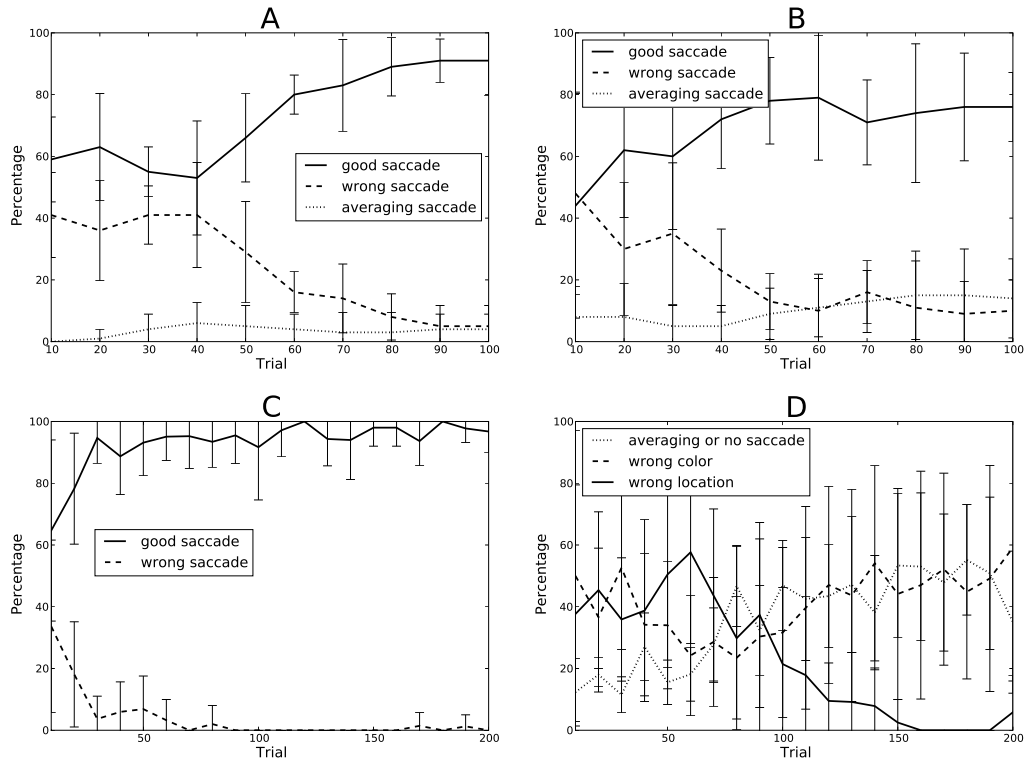 A
100
80
60
40
20
0
Percentage
good saccade
wrong saccade
averaging saccade
10 20 30 40 50 60 70 80 90 100
Trial
B
100
80
60
40
20
0
Percentage
good saccade
wrong saccade
averaging saccade
10 20 30 40 50 60 70 80 90 100
Trial
C
100
80
60
40
20
0
Percentage
good saccade
wrong saccade
50 100 150 200
Trial
D
100
80
60
40
20
0
Percentage
averaging or no saccade
wrong color
wrong location
50 100 150 200
Trial